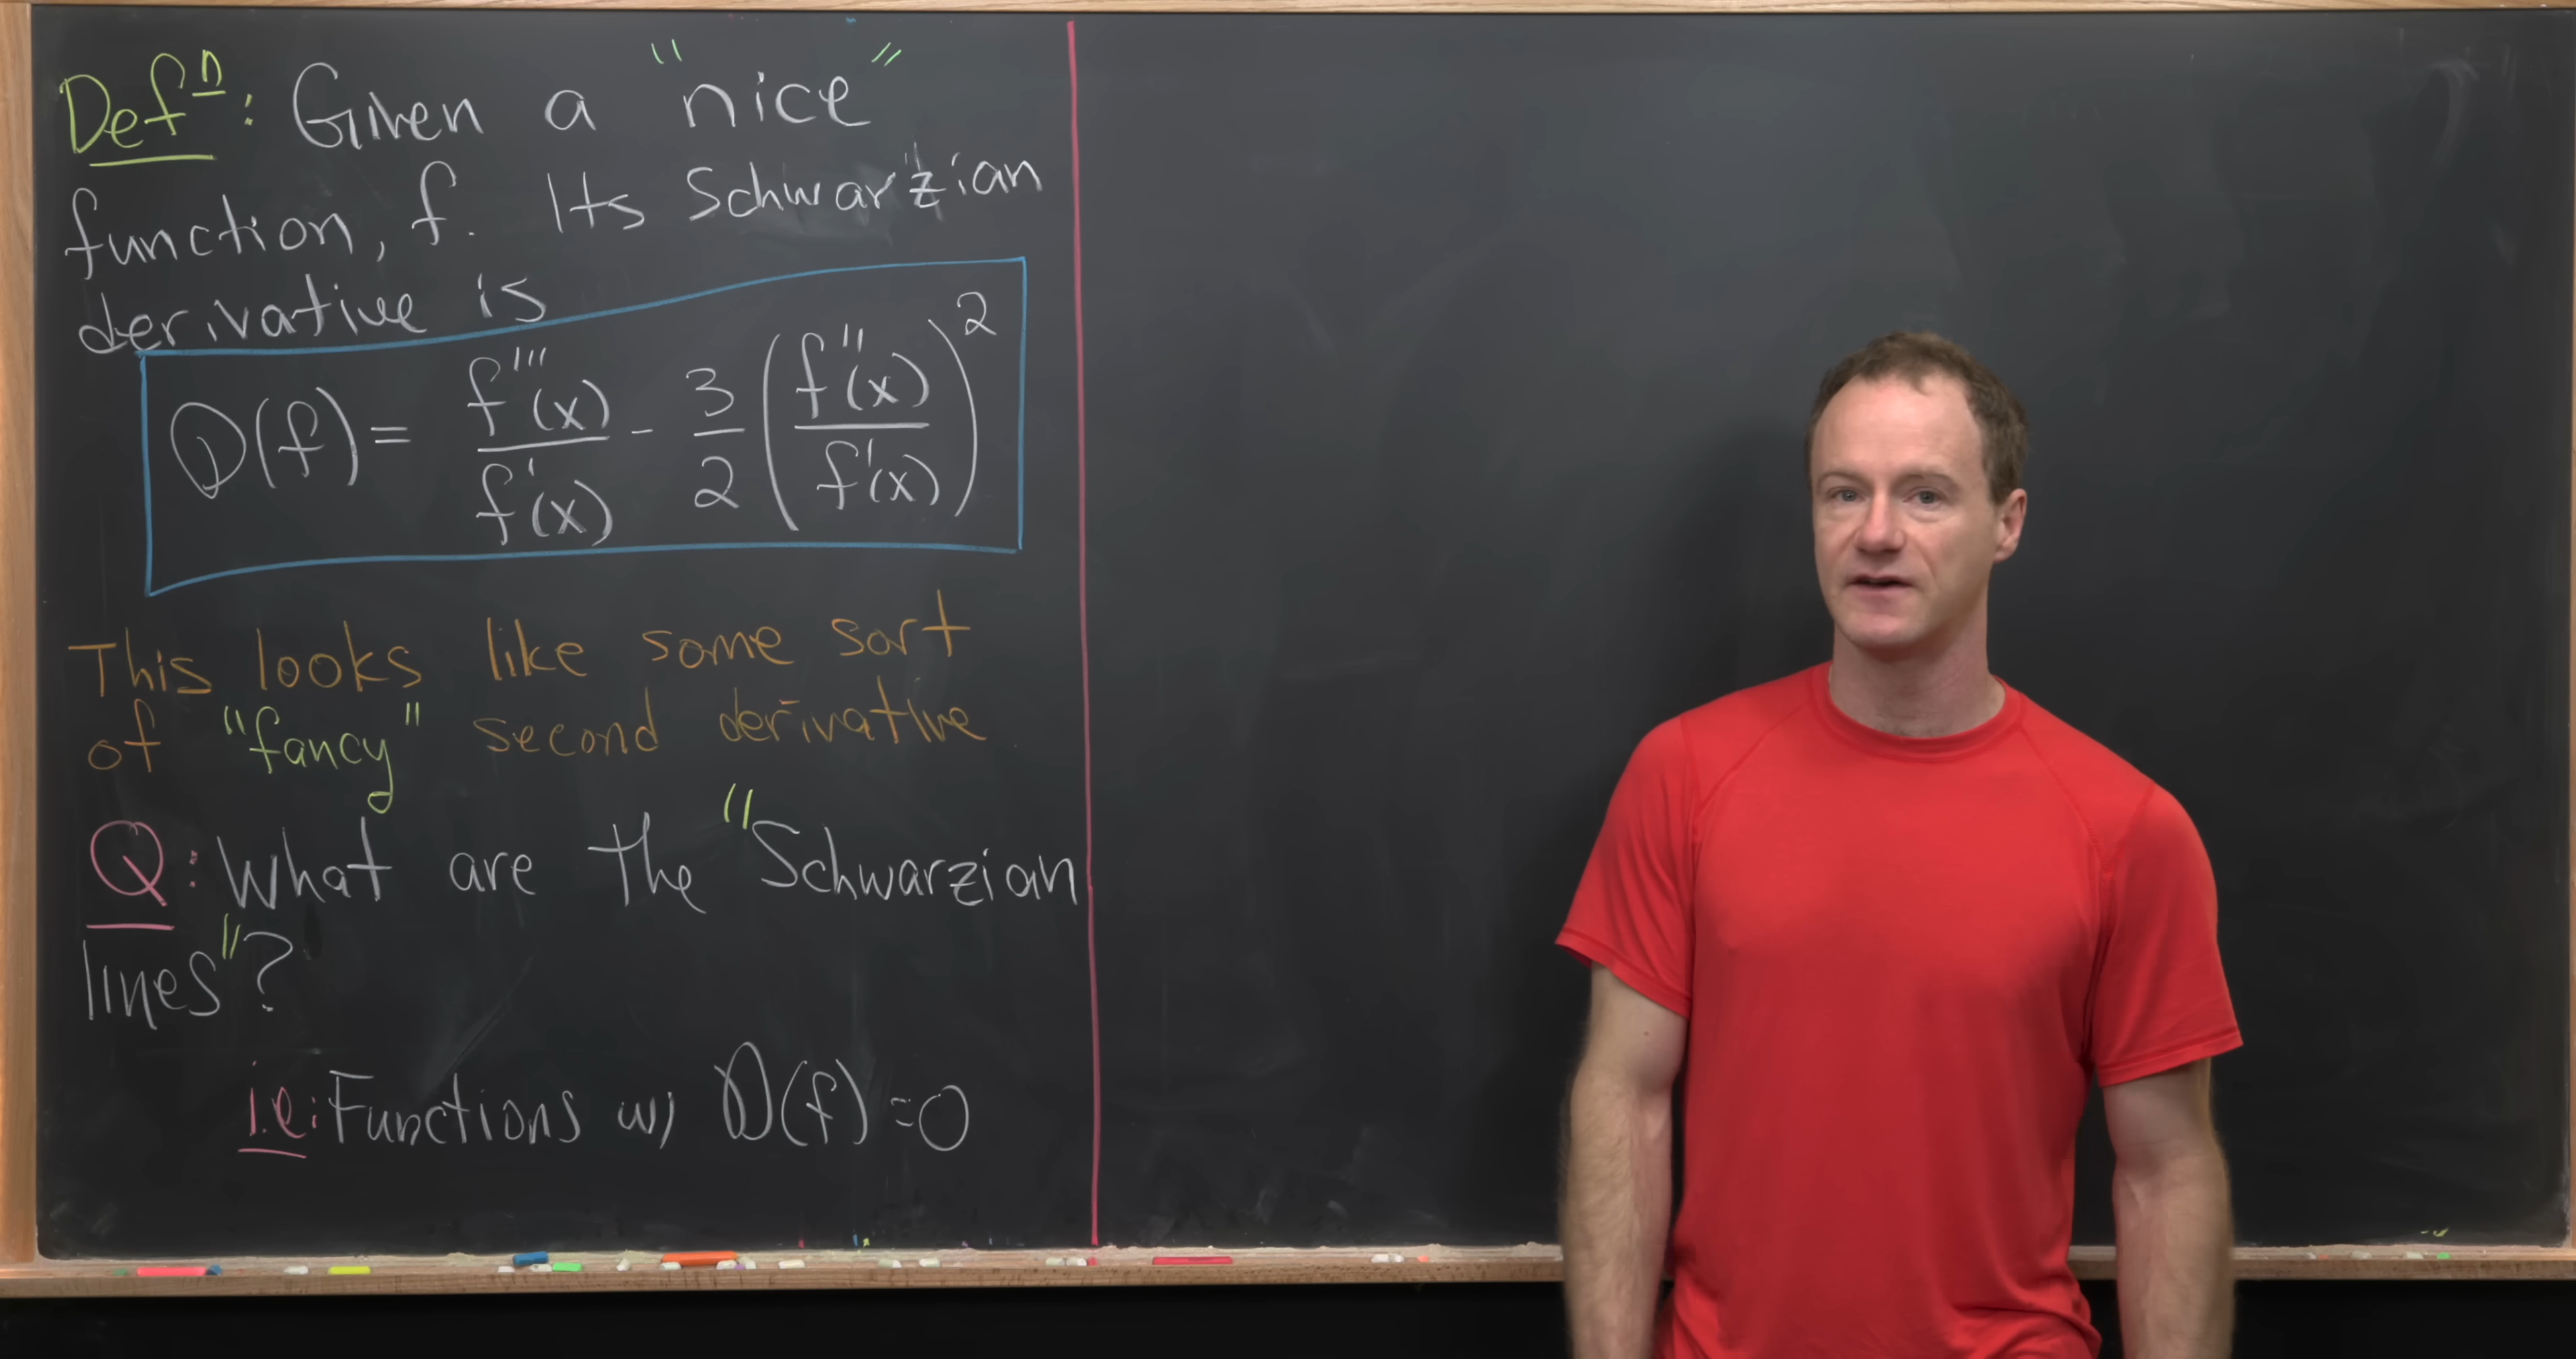 Defⁿ: Given a "nice"
function, f. Its Schwarzian
derivative is
D(f) = f'''(x)/f'(x) - 3/2 (f''(x)/f'(x))²
This looks like some sort
of "fancy" second derivative
Q: What are the "Schwarzian
lines"?
i.e: Functions w/ D(f)=0